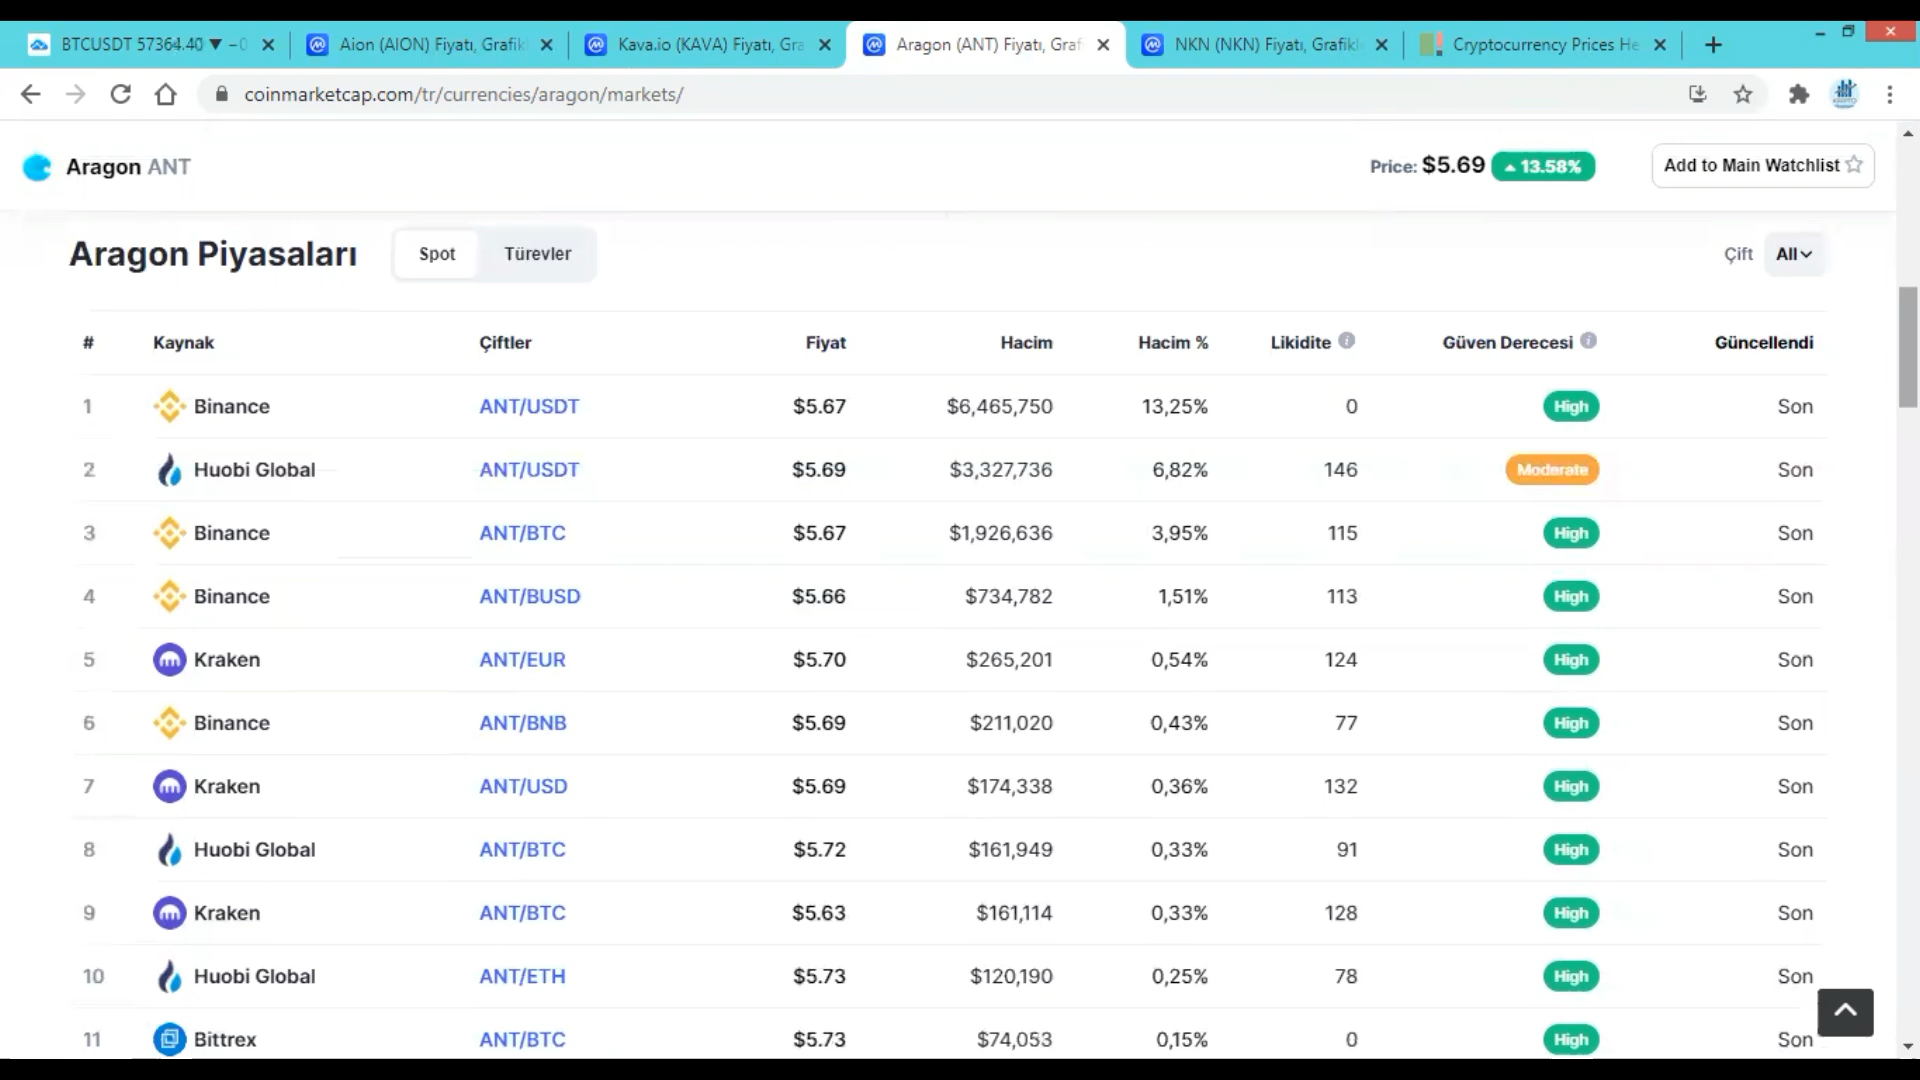 BTCUSDT 57364.40 ▼
Aion (AION) Fiyatı, Grafik
Kava.io (KAVA) Fiyatı, Gra
Aragon (ANT) Fiyatı, Graf
NKN (NKN) Fiyatı, Grafikl
Cryptocurrency Prices He
coinmarketcap.com/tr/currencies/aragon/markets/
Aragon ANT
Price: $5.69 13.58%
Add to Main Watchlist
Aragon Piyasaları Spot Türevler
Çift All
# Kaynak Çiftler Fiyat Hacim Hacim % Likidite Güven Derecesi Güncellendi
1 Binance ANT/USDT $5.67 $6,465,750 13,25% 0 High Son
2 Huobi Global ANT/USDT $5.69 $3,327,736 6,82% 146 Moderate Son
3 Binance ANT/BTC $5.67 $1,926,636 3,95% 115 High Son
4 Binance ANT/BUSD $5.66 $734,782 1,51% 113 High Son
5 Kraken ANT/EUR $5.70 $265,201 0,54% 124 High Son
6 Binance ANT/BNB $5.69 $211,020 0,43% 77 High Son
7 Kraken ANT/USD $5.69 $174,338 0,36% 132 High Son
8 Huobi Global ANT/BTC $5.72 $161,949 0,33% 91 High Son
9 Kraken ANT/BTC $5.63 $161,114 0,33% 128 High Son
10 Huobi Global ANT/ETH $5.73 $120,190 0,25% 78 High Son
11 Bittrex ANT/BTC $5.73 $74,053 0,15% 0 High Son